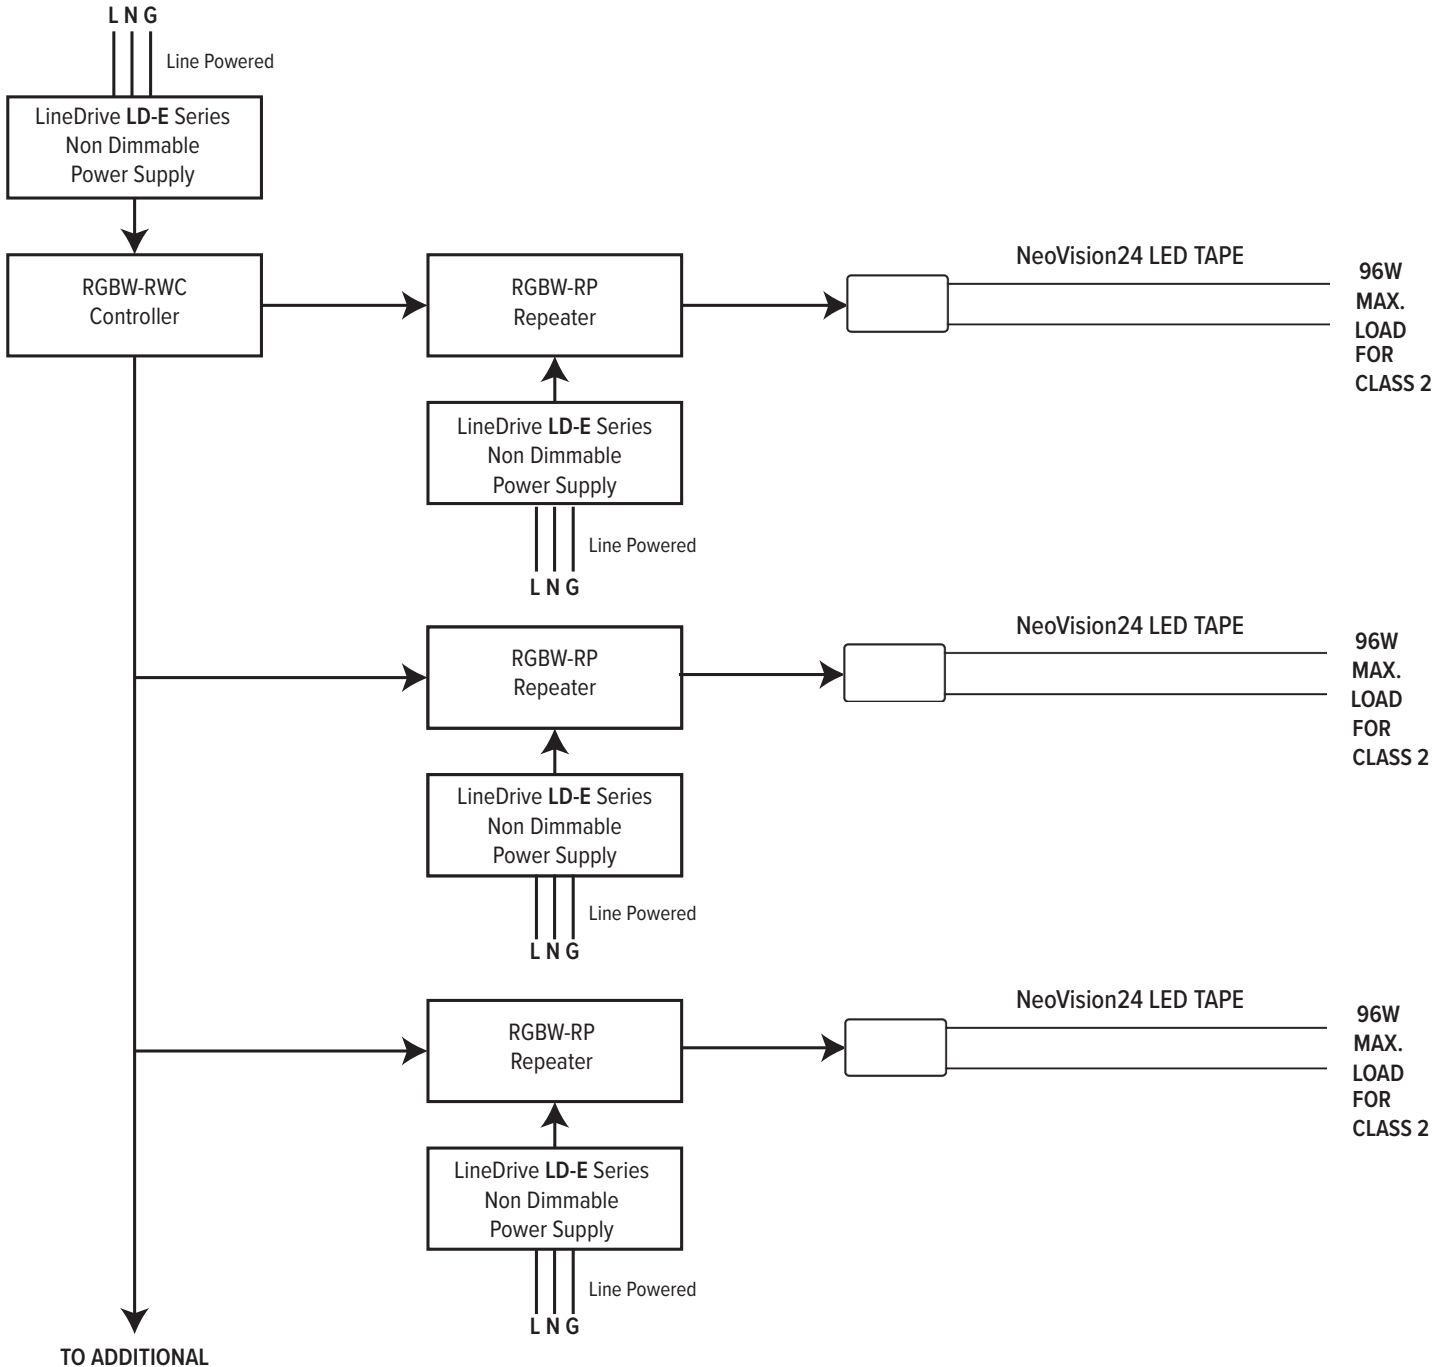 L N G
Line Powered
LineDrive LD-E Series
Non Dimmable
Power Supply
RGBW-RWC
Controller
RGBW-RP
Repeater
NeoVision24 LED TAPE
96W
MAX.
LOAD
FOR
CLASS 2
LineDrive LD-E Series
Non Dimmable
Power Supply
Line Powered
L N G
RGBW-RP
Repeater
NeoVision24 LED TAPE
96W
MAX.
LOAD
FOR
CLASS 2
LineDrive LD-E Series
Non Dimmable
Power Supply
Line Powered
L N G
RGBW-RP
Repeater
NeoVision24 LED TAPE
96W
MAX.
LOAD
FOR
CLASS 2
LineDrive LD-E Series
Non Dimmable
Power Supply
Line Powered
L N G
TO ADDITIONAL